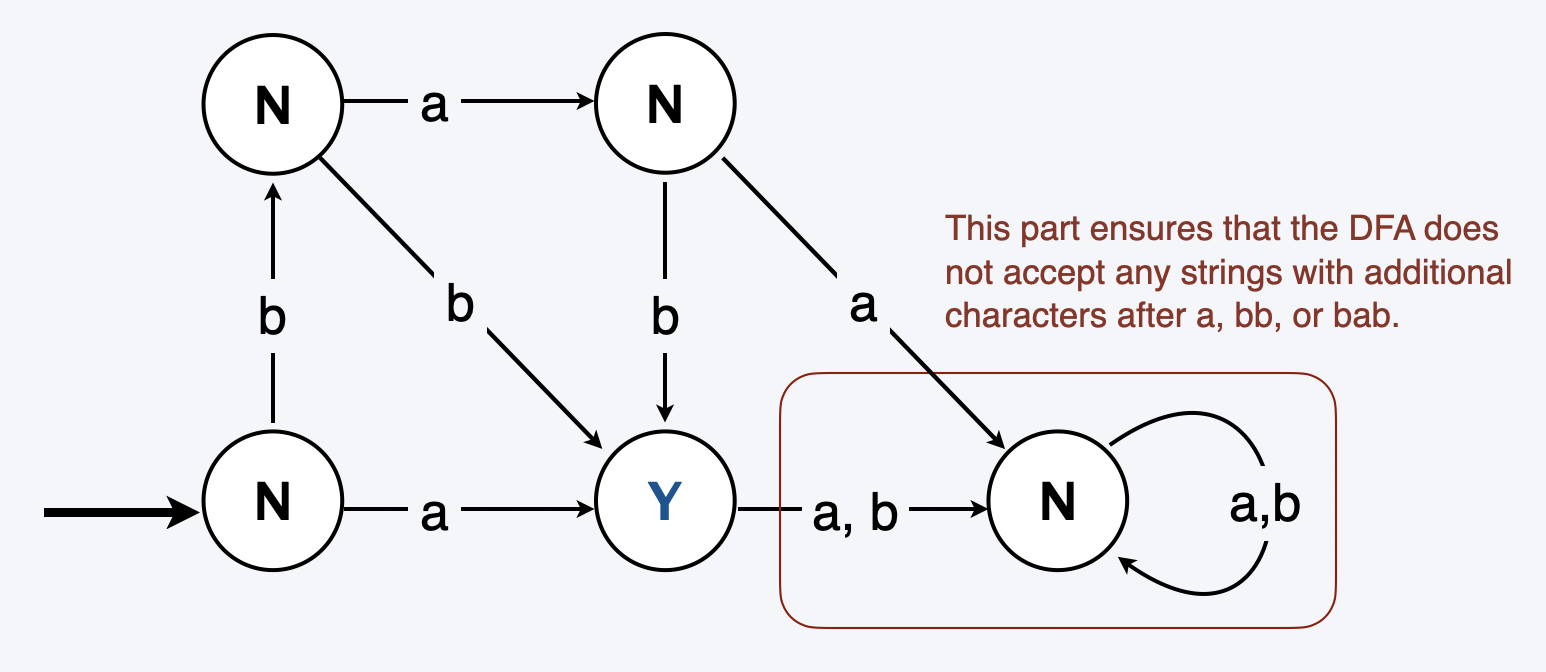 N
a
N
This part ensures that the DFA does
not accept any strings with additional
characters after a, bb, or bab.
b
b
b
a
N
a
Y
a, b
N
a,b